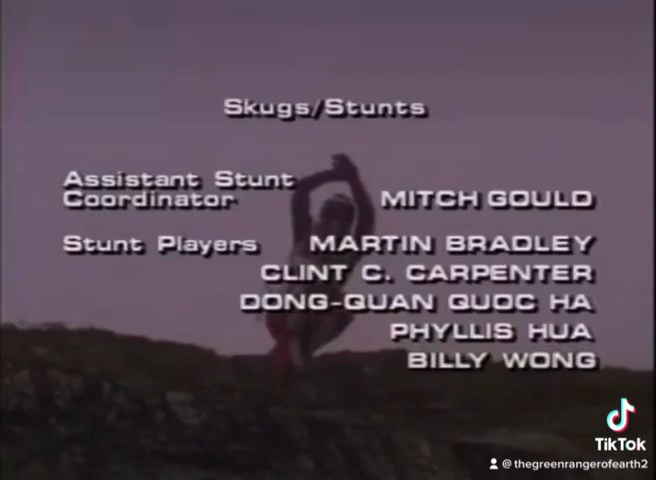 Skugs/Stunts
Assistant Stunt
Coordinator MITCH GOULD
Stunt Players MARTIN BRADLEY
CLINT C. CARPENTER
DONG-QUAN QUOC HA
PHYLLIS HUA
BILLY WONG
TikTok
@thegreenrangerofearth2